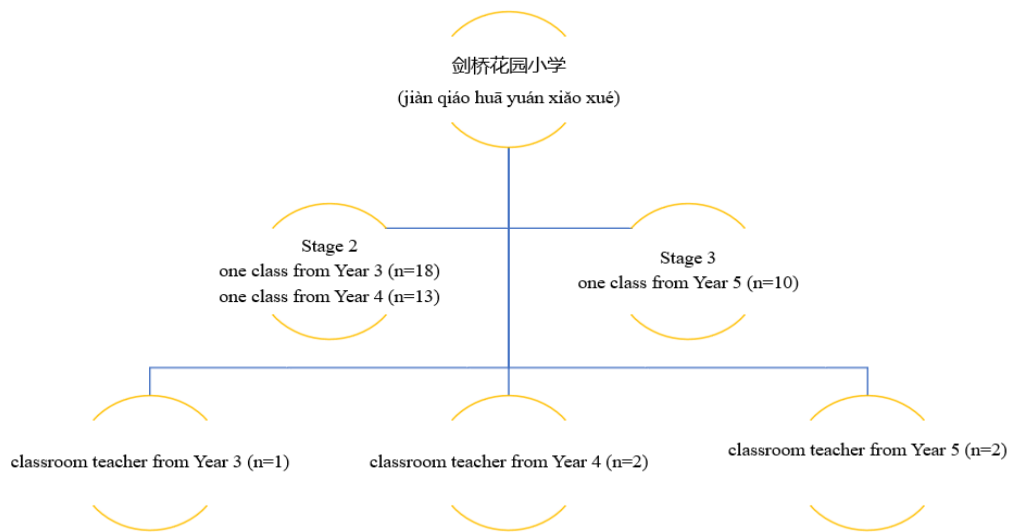 剑桥花园小学
(jiàn qiáo huā yuán xiǎo xué)
Stage 2
one class from Year 3 (n=18)
one class from Year 4 (n=13)
Stage 3
one class from Year 5 (n=10)
classroom teacher from Year 3 (n=1)
classroom teacher from Year 4 (n=2)
classroom teacher from Year 5 (n=2)